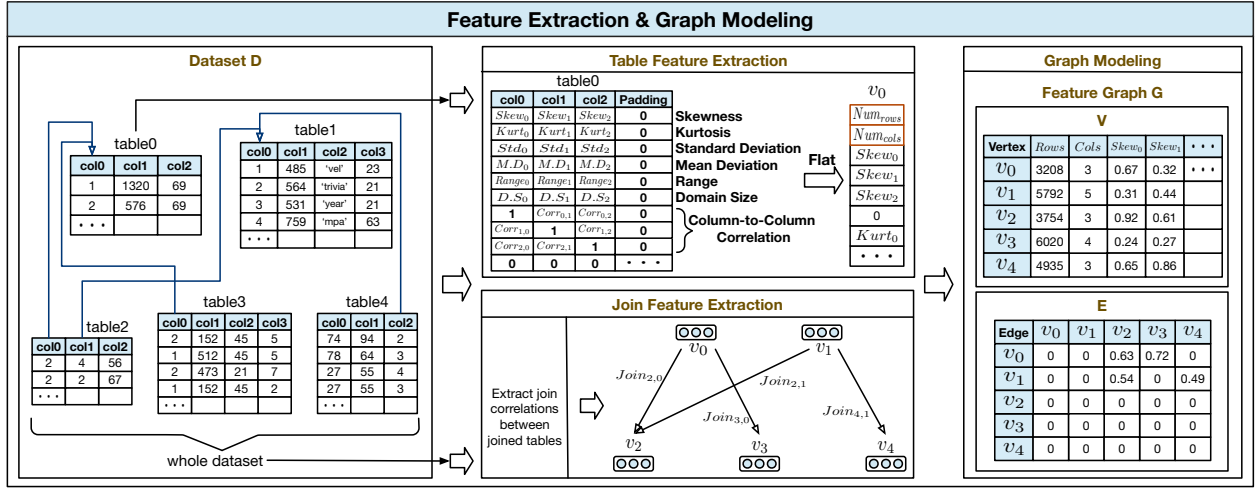 Feature Extraction & Graph Modeling
Dataset D
table0
col0 col1 col2
1 1320 69
2 576 69
• • •
table1
col0 col1 col2 col3
1 485 'vel' 23
2 564 'trivia' 21
3 531 'year' 21
4 759 'mpa' 63
• • •
table2
col0 col1 col2
2 4 56
2 2 67
• • •
table3
col0 col1 col2 col3
2 152 45 5
1 512 45 5
2 473 21 7
1 152 45 2
• • •
table4
col0 col1 col2
74 94 2
78 64 3
27 55 4
27 55 3
• • •
whole dataset
Table Feature Extraction
table0
col0 col1 col2 Padding
Skew0 Skew1 Skew2 0 Skewness
Kurt0 Kurt1 Kurt2 0 Kurtosis
Std0 Std1 Std2 0 Standard Deviation
M.D0 M.D1 M.D2 0 Mean Deviation
Range0 Range1 Range2 0 Range
D.S0 D.S1 D.S2 0 Domain Size
1 Corr0,1 Corr0,2 0
Corr1,0 1 Corr1,2 0
Corr2,0 Corr2,1 1 0
0 0 0 • • •
Column-to-Column
Correlation
Flat
v0
Numrows
Numcols
Skew0
Skew1
Skew2
0
Kurt0
• • •
Join Feature Extraction
Extract join
correlations
between
joined tables
v0 v1
Join2,0 Join2,1
Join3,0 Join4,1
v2 v3 v4
Graph Modeling
Feature Graph G
V
Vertex Rows Cols Skew0 Skew1 • • •
v0 3208 3 0.67 0.32 • • •
v1 5792 5 0.31 0.44
v2 3754 3 0.92 0.61
v3 6020 4 0.24 0.27
v4 4935 3 0.65 0.86
E
Edge v0 v1 v2 v3 v4
v0 0 0 0.63 0.72 0
v1 0 0 0.54 0 0.49
v2 0 0 0 0 0
v3 0 0 0 0 0
v4 0 0 0 0 0